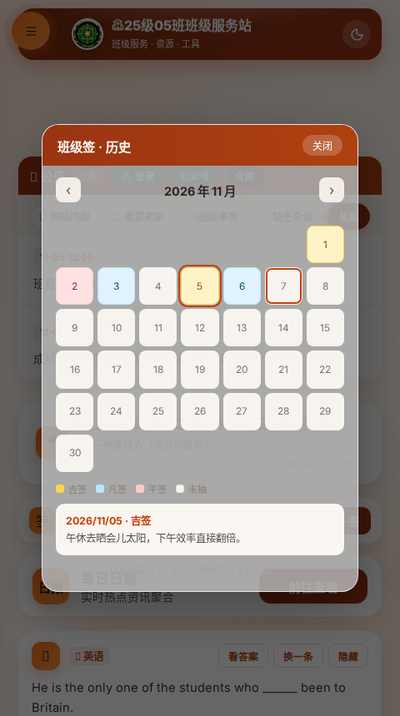 25级05班班级服务站
班级服务 · 资源 · 工具
班级签 · 历史
关闭
‹
2026 年 11 月
›
1
2 3 4 5 6 7 8
9 10 11 12 13 14 15
16 17 18 19 20 21 22
23 24 25 26 27 28 29
30
吉签 凡签 平签 未抽
2026/11/05 · 吉签
午休去晒会儿太阳，下午效率直接翻倍。
实时热点资讯聚合
英语
看答案 换一条 隐藏
He is the only one of the students who ______ been to
Britain.